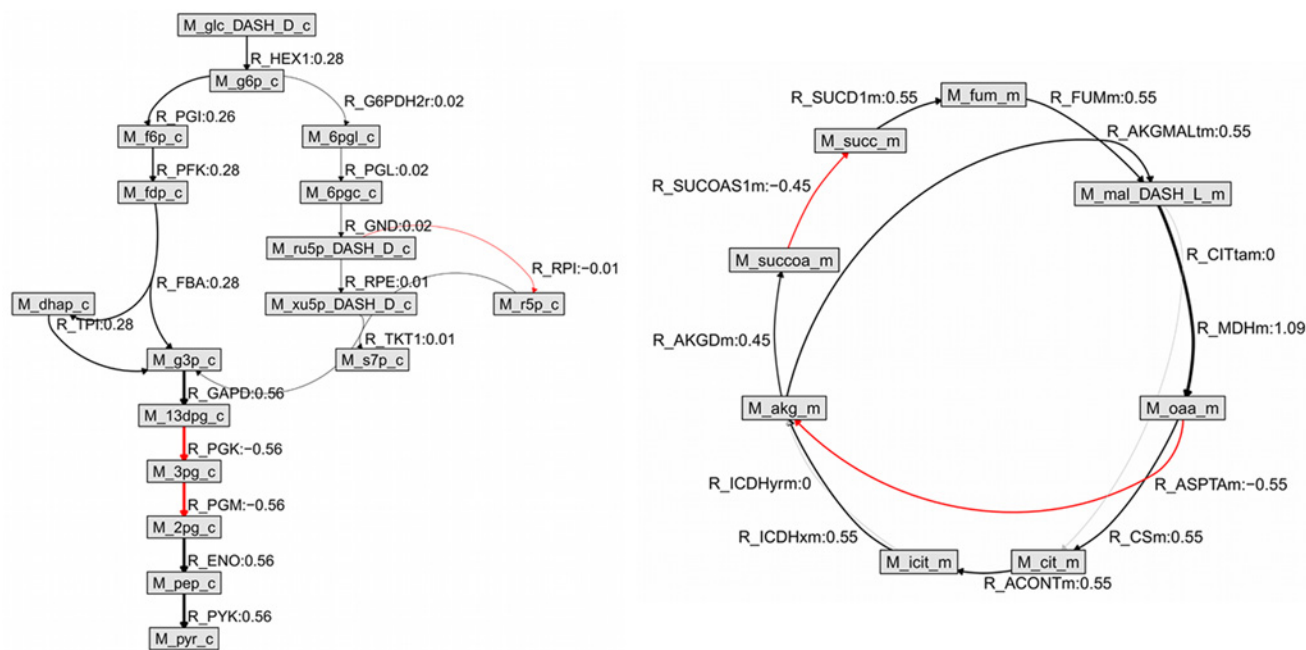 M_glc_DASH_D_c
R_HEX1:0.28
M_g6p_c
R_G6PDH2r:0.02
R_PGI:0.26
M_f6p_c
M_6pgl_c
R_PFK:0.28
R_PGL:0.02
M_fdp_c
M_6pgc_c
R_GND:0.02
M_ru5p_DASH_D_c
R_RPI:−0.01
R_FBA:0.28
R_RPE:0.01
M_dhap_c
M_xu5p_DASH_D_c
M_r5p_c
R_TPI:0.28
R_TKT1:0.01
M_g3p_c
M_s7p_c
R_GAPD:0.56
M_13dpg_c
R_PGK:−0.56
M_3pg_c
R_PGM:−0.56
M_2pg_c
R_ENO:0.56
M_pep_c
R_PYK:0.56
M_pyr_c
M_fum_m
R_SUCD1m:0.55
R_FUMm:0.55
R_AKGMALtm:0.55
M_succ_m
R_SUCOAS1m:−0.45
M_mal_DASH_L_m
M_succoa_m
R_CITtam:0
R_MDHm:1.09
R_AKGDm:0.45
M_akg_m
M_oaa_m
R_ICDHyrm:0
R_ASPTAm:−0.55
R_ICDHxm:0.55
R_CSm:0.55
M_icit_m
M_cit_m
R_ACONTm:0.55